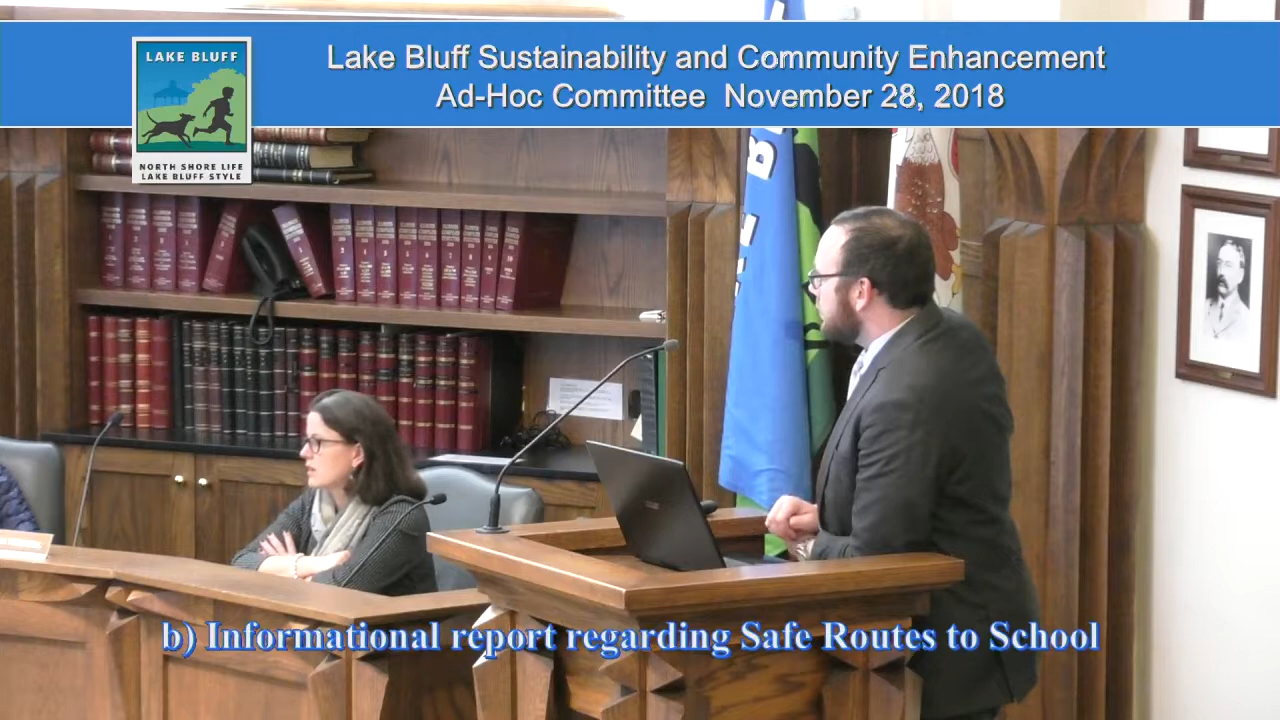 LAKE BLUFF
NORTH SHORE LIFE
LAKE BLUFF STYLE
Lake Bluff Sustainability and Community Enhancement
Ad-Hoc Committee November 28, 2018
b) Informational report regarding Safe Routes to School